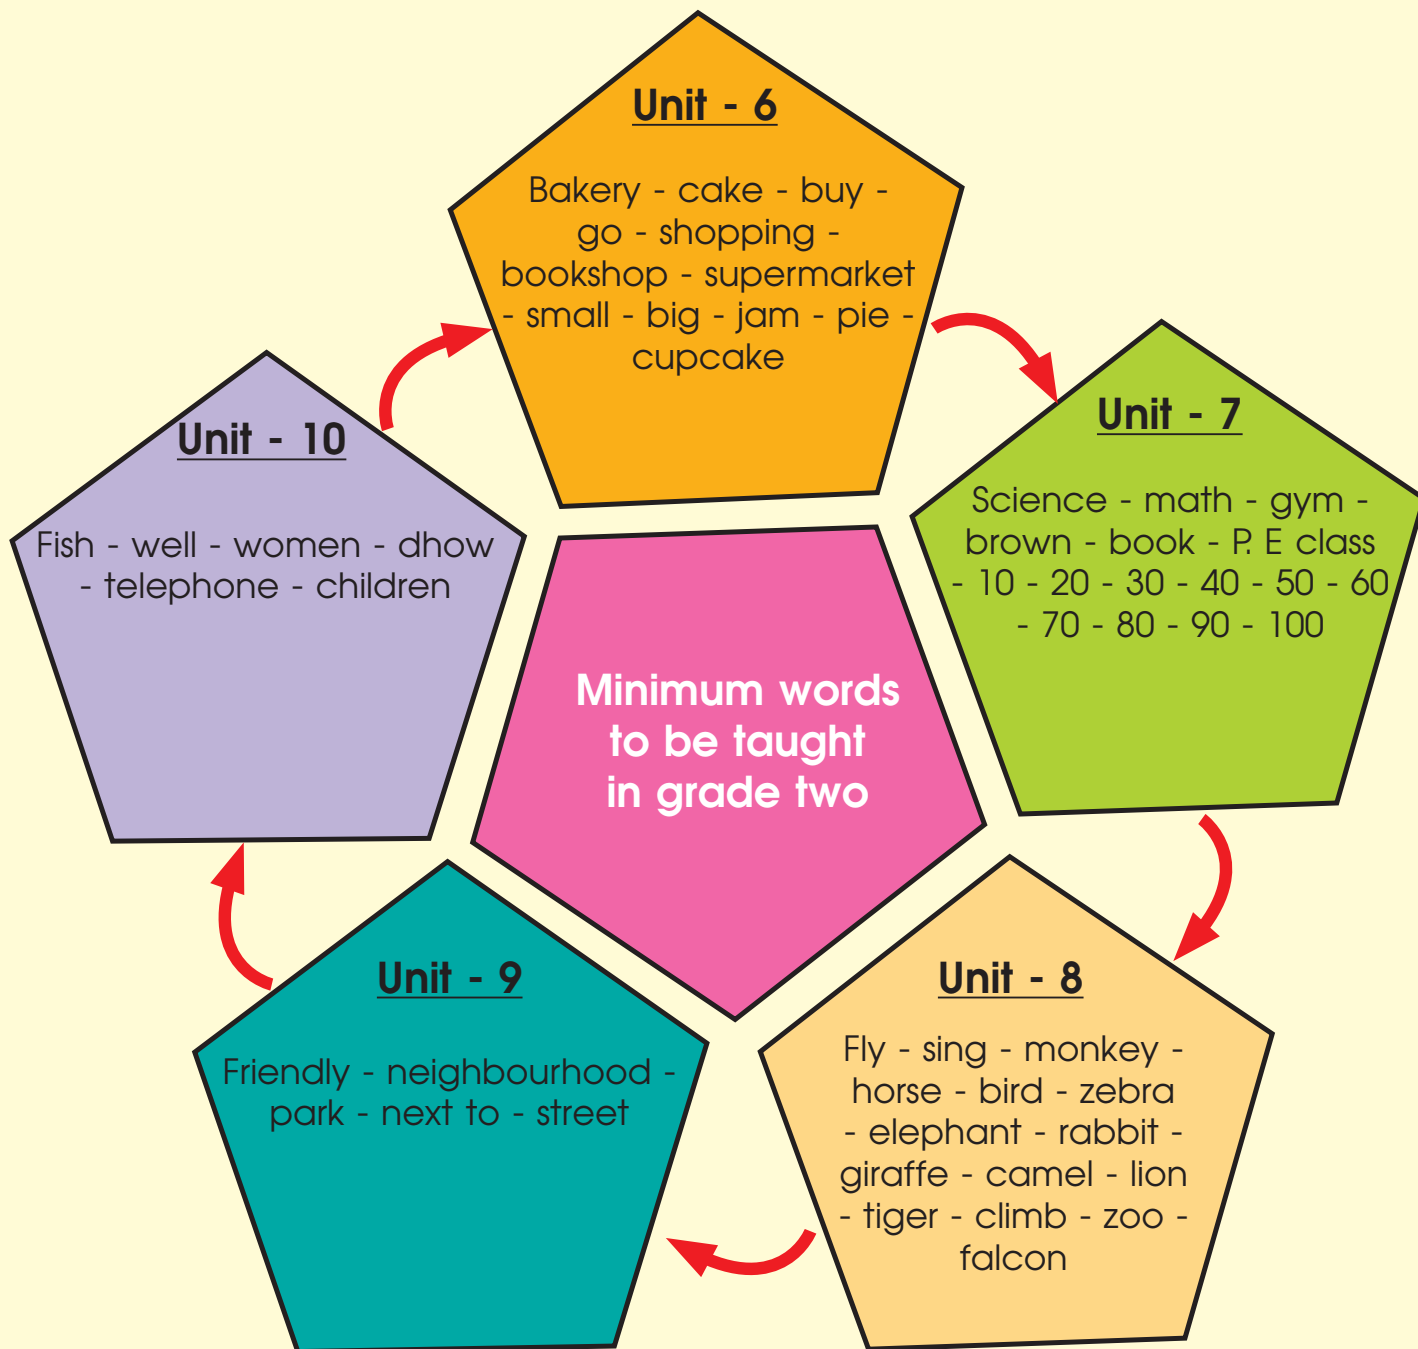 Unit - 6
Bakery - cake - buy -
go - shopping -
bookshop - supermarket
- small - big - jam - pie -
cupcake
Unit - 7
Science - math - gym -
brown - book - P. E class
- 10 - 20 - 30 - 40 - 50 - 60
- 70 - 80 - 90 - 100
Unit - 10
Fish - well - women - dhow
- telephone - children
Minimum words
to be taught
in grade two
Unit - 9
Friendly - neighbourhood -
park - next to - street
Unit - 8
Fly - sing - monkey -
horse - bird - zebra
- elephant - rabbit -
giraffe - camel - lion
- tiger - climb - zoo -
falcon